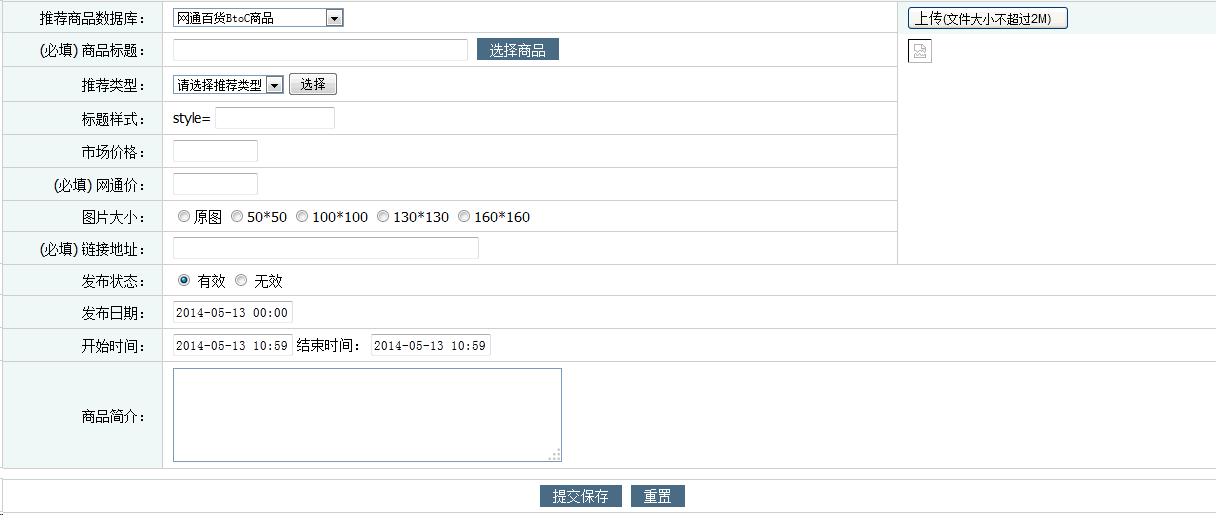 推荐商品数据库： 网通百货BtoC商品 上传(文件大小不超过2M)
(必填) 商品标题： 选择商品
推荐类型： 请选择推荐类型 选择
标题样式： style=
市场价格：
(必填) 网通价：
图片大小： 原图 50*50 100*100 130*130 160*160
(必填) 链接地址：
发布状态： 有效 无效
发布日期： 2014-05-13 00:00
开始时间： 2014-05-13 10:59 结束时间： 2014-05-13 10:59
商品简介：
提交保存 重置